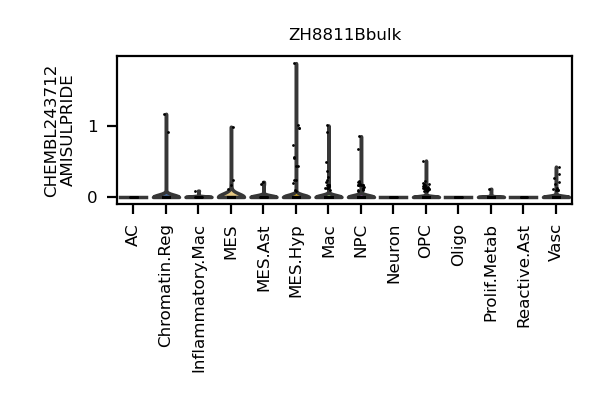 ZH8811Bbulk
CHEMBL243712
AMISULPRIDE
1
0
AC
Chromatin.Reg
Inflammatory.Mac
MES
MES.Ast
MES.Hyp
Mac
NPC
Neuron
OPC
Oligo
Prolif.Metab
Reactive.Ast
Vasc